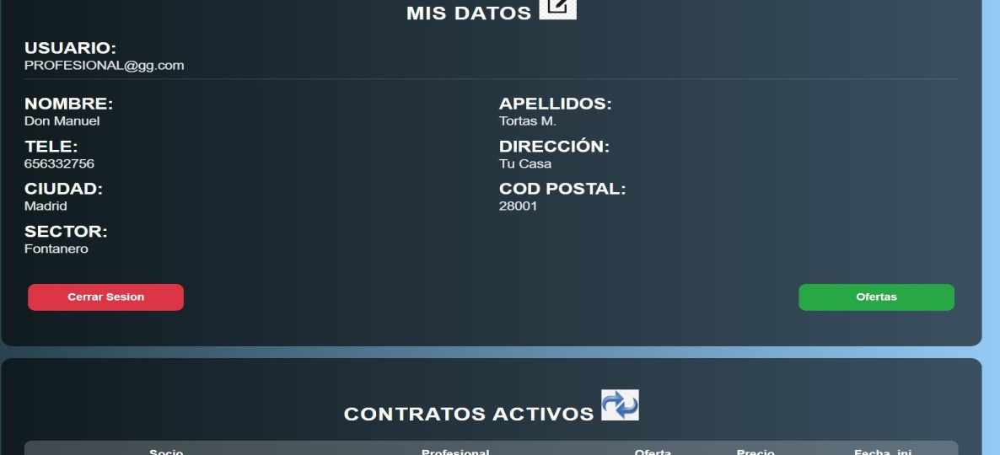 MIS DATOS
USUARIO:
PROFESIONAL@gg.com
NOMBRE:
Don Manuel
APELLIDOS:
Tortas M.
TELE:
656332756
DIRECCIÓN:
Tu Casa
CIUDAD:
Madrid
COD POSTAL:
28001
SECTOR:
Fontanero
Cerrar Sesion
Ofertas
CONTRATOS ACTIVOS
Socio Profesional Oferta Precio Fecha_ini